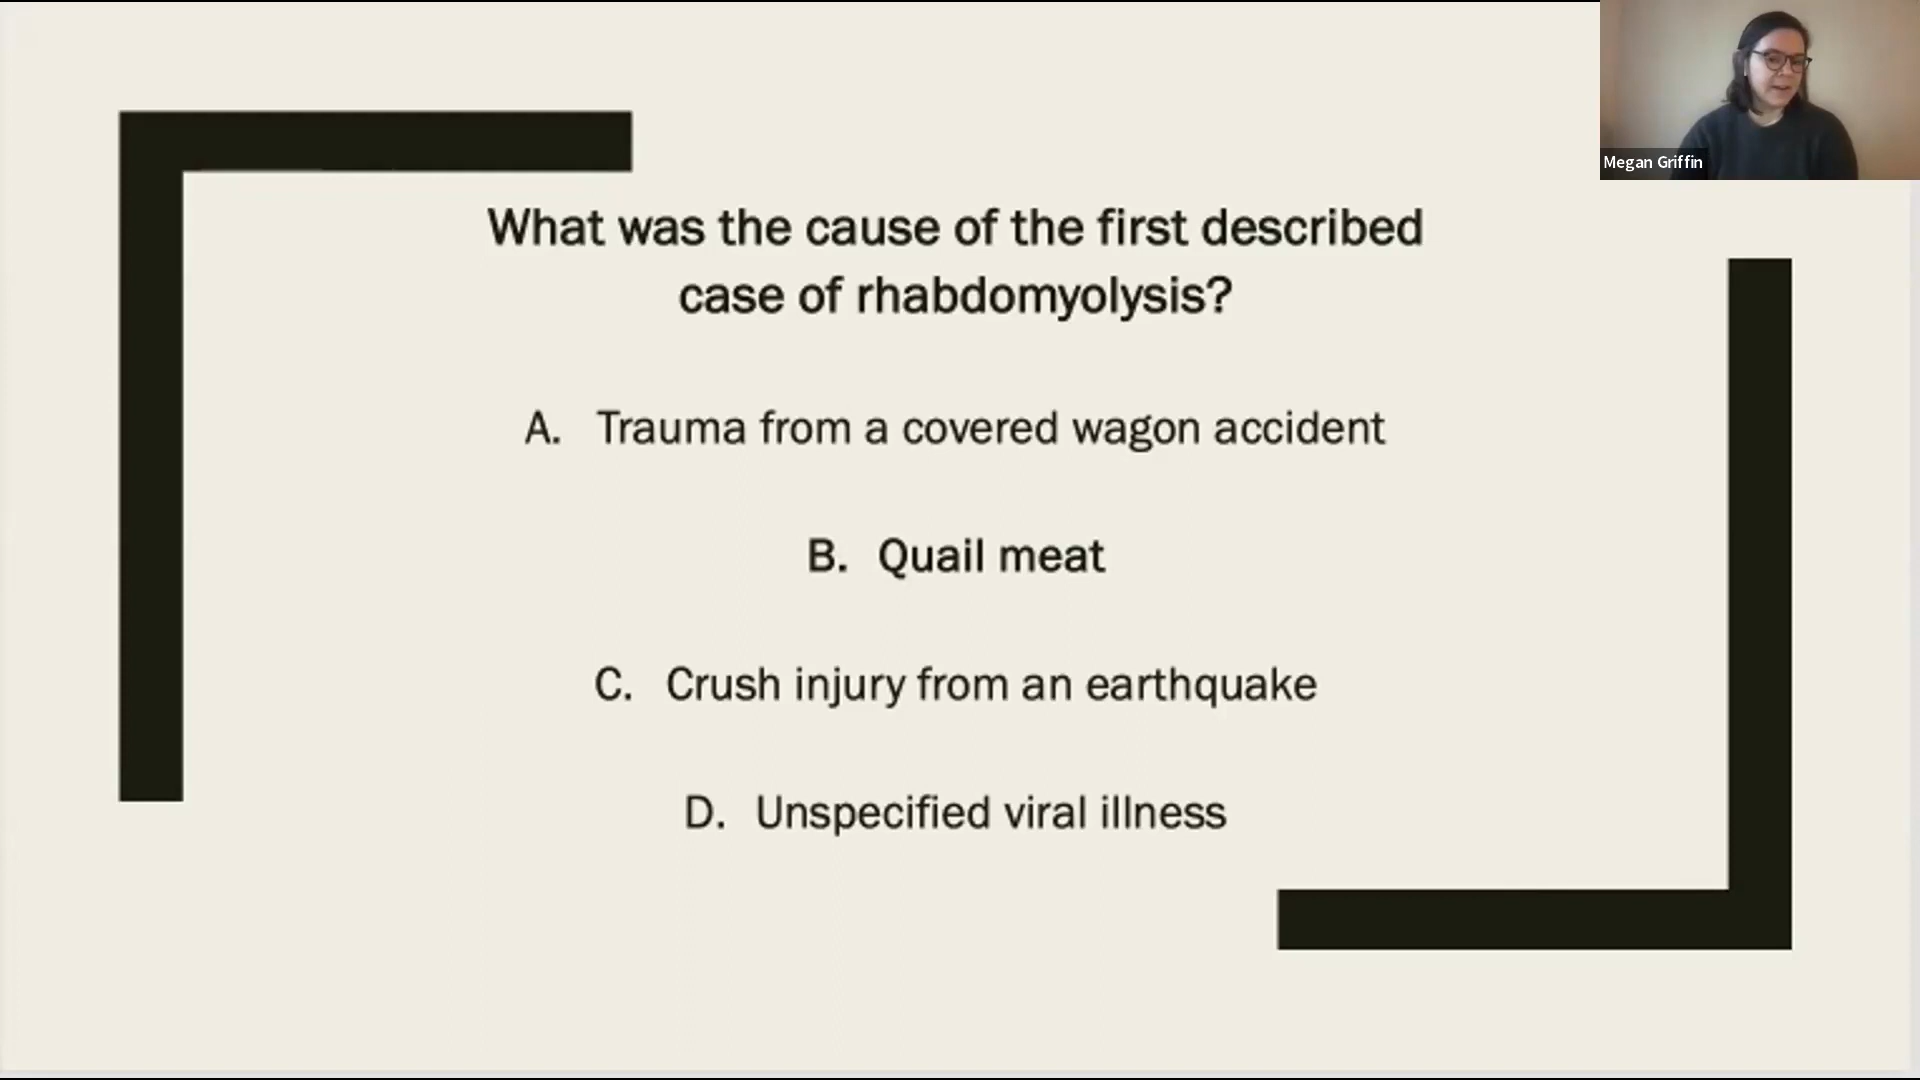 Megan Griffin
What was the cause of the first described
case of rhabdomyolysis?
A. Trauma from a covered wagon accident
B. Quail meat
C. Crush injury from an earthquake
D. Unspecified viral illness